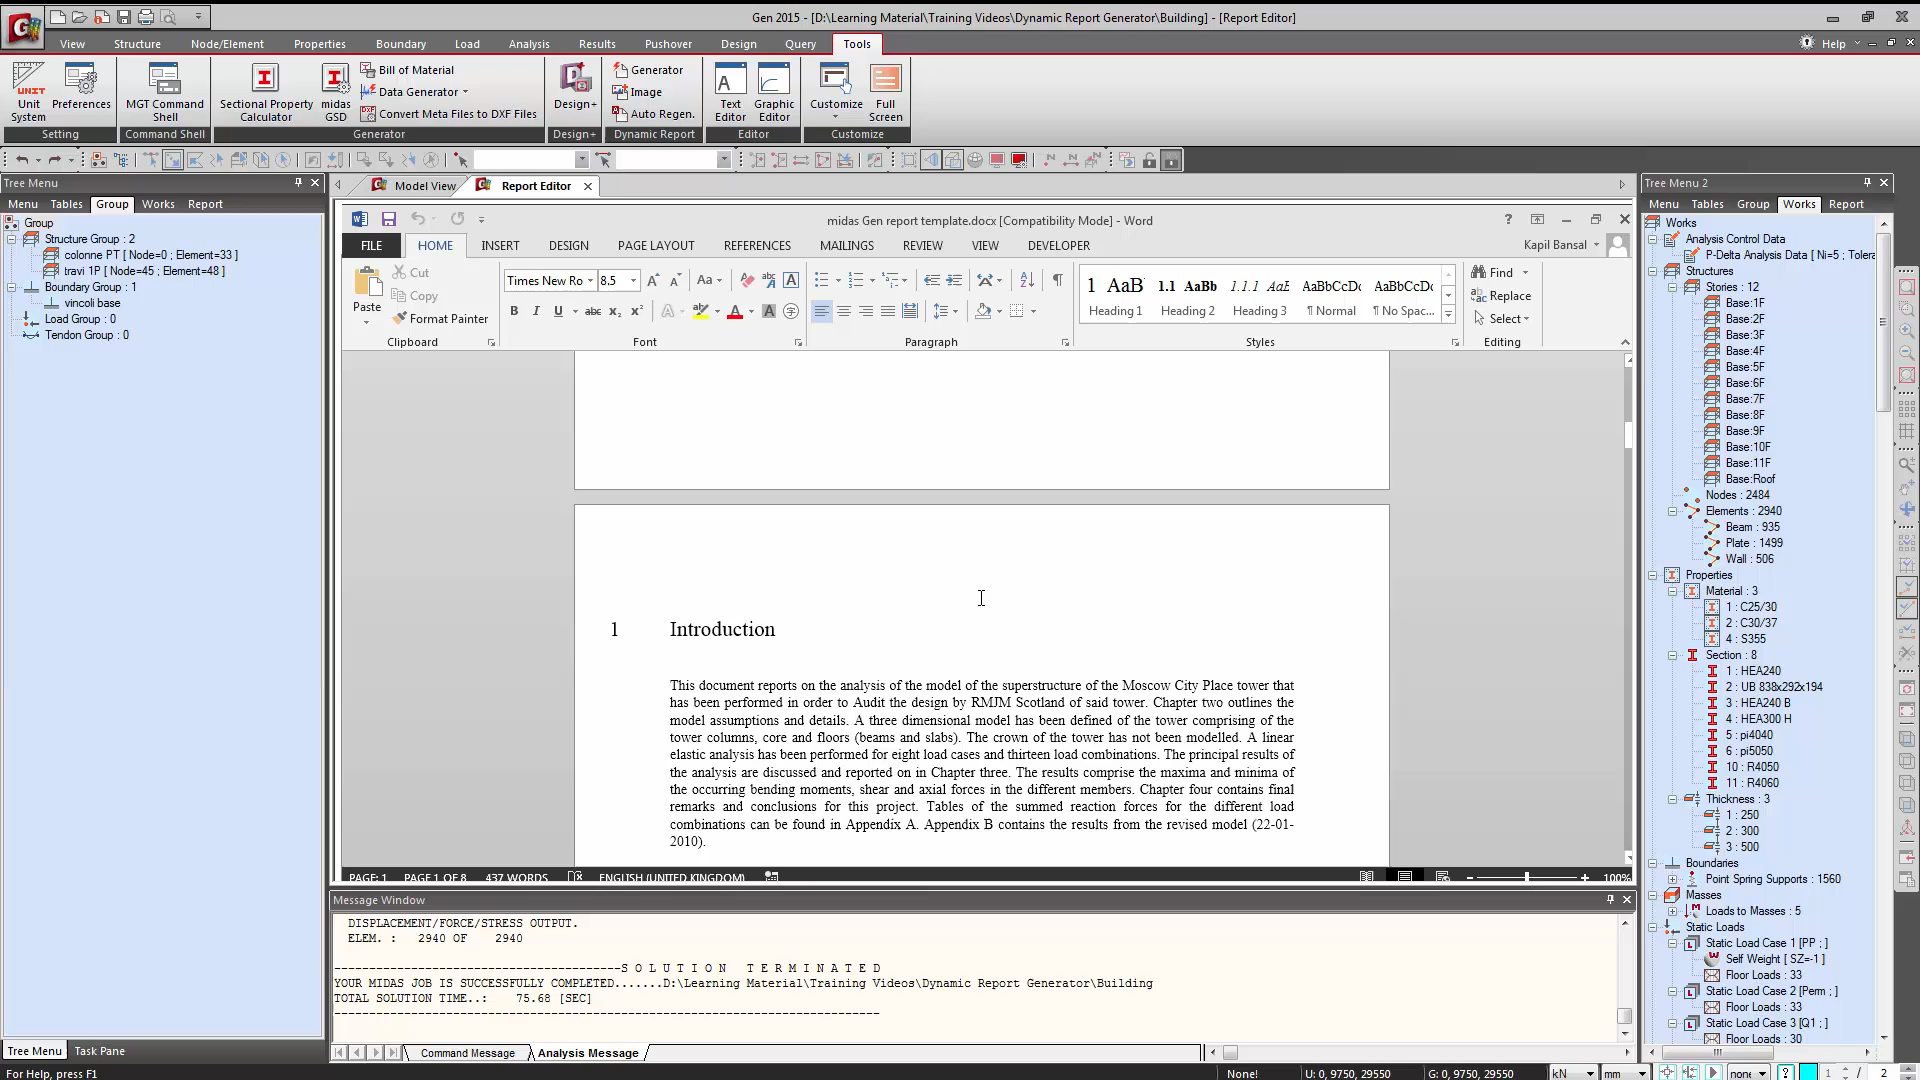 Gen 2015 - [D:\Learning Material\Training Videos\Dynamic Report Generator\Building] - [Report Editor]
View Structure Node/Element Properties Boundary Load Analysis Results Pushover Design Query Tools Help
Unit System
Preferences
Setting
MGT Command Shell
Command Shell
Sectional Property Calculator
midas GSD
Bill of Material
Data Generator
Convert Meta Files to DXF Files
Generator
Design+
Design+
Generator
Image
Auto Regen.
Dynamic Report
Text Editor
Graphic Editor
Editor
Customize
Full Screen
Customize
Tree Menu
Menu Tables Group Works Report
Group
Structure Group : 2
colonne PT [ Node=0 ; Element=33 ]
travi 1P [ Node=45 ; Element=48 ]
Boundary Group : 1
vincoli base
Load Group : 0
Tendon Group : 0
Tree Menu Task Pane
Model View Report Editor
midas Gen report template.docx [Compatibility Mode] - Word
FILE HOME INSERT DESIGN PAGE LAYOUT REFERENCES MAILINGS REVIEW VIEW DEVELOPER Kapil Bansal
Paste
Cut
Copy
Format Painter
Clipboard
Times New Ro 8.5
Font
Paragraph
1 AaB 1.1 AaBb 1.1.1 AaE AaBbCcDc AaBbCcDc
Heading 1 Heading 2 Heading 3 ¶ Normal ¶ No Spac...
Styles
Find
Replace
Select
Editing
1 Introduction
This document reports on the analysis of the model of the superstructure of the Moscow City Place tower that
has been performed in order to Audit the design by RMJM Scotland of said tower. Chapter two outlines the
model assumptions and details. A three dimensional model has been defined of the tower comprising of the
tower columns, core and floors (beams and slabs). The crown of the tower has not been modelled. A linear
elastic analysis has been performed for eight load cases and thirteen load combinations. The principal results of
the analysis are discussed and reported on in Chapter three. The results comprise the maxima and minima of
the occurring bending moments, shear and axial forces in the different members. Chapter four contains final
remarks and conclusions for this project. Tables of the summed reaction forces for the different load
combinations can be found in Appendix A. Appendix B contains the results from the revised model (22-01-
2010).
PAGE: 1 PAGE 1 OF 8 437 WORDS ENGLISH (UNITED KINGDOM) 100%
Message Window
DISPLACEMENT/FORCE/STRESS OUTPUT.
ELEM. : 2940 OF 2940
--------------------------------------S O L U T I O N T E R M I N A T E D
YOUR MIDAS JOB IS SUCCESSFULLY COMPLETED.......D:\Learning Material\Training Videos\Dynamic Report Generator\Building
TOTAL SOLUTION TIME..: 75.68 [SEC]
------------------------------------------------------------------------------
Command Message Analysis Message
Tree Menu 2
Menu Tables Group Works Report
Works
Analysis Control Data
P-Delta Analysis Data [ Ni=5 ; Tolera
Structures
Stories : 12
Base:1F
Base:2F
Base:3F
Base:4F
Base:5F
Base:6F
Base:7F
Base:8F
Base:9F
Base:10F
Base:11F
Base:Roof
Nodes : 2484
Elements : 2940
Beam : 935
Plate : 1499
Wall : 506
Properties
Material : 3
1 : C25/30
2 : C30/37
4 : S355
Section : 8
1 : HEA240
2 : UB 838x292x194
3 : HEA240 B
4 : HEA300 H
5 : pi4040
6 : pi5050
10 : R4050
11 : R4060
Thickness : 3
1 : 250
2 : 300
3 : 500
Boundaries
Point Spring Supports : 1560
Masses
Loads to Masses : 5
Static Loads
Static Load Case 1 [PP ; ]
Self Weight [ SZ=-1 ]
Floor Loads : 33
Static Load Case 2 [Perm ; ]
Floor Loads : 33
Static Load Case 3 [Q1 ; ]
Floor Loads : 30
For Help, press F1 None! U: 0, 9750, 29550 G: 0, 9750, 29550 kN mm none 1 / 2